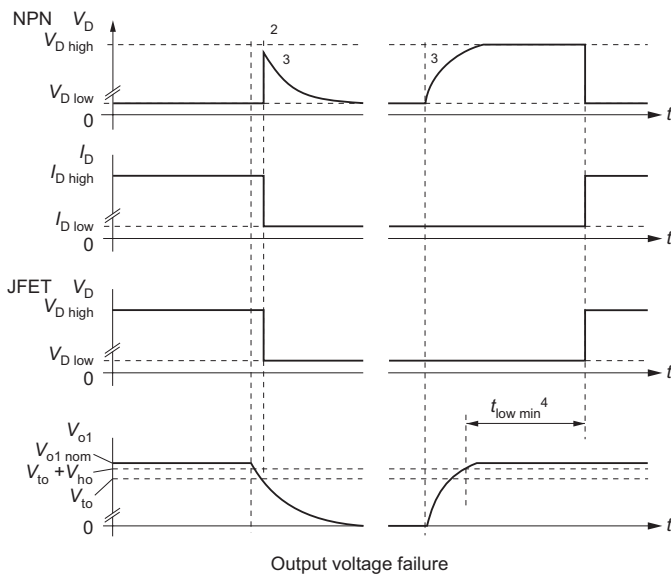 NPN V_D
2
V_D high
3
3
V_D low
0
t
I_D
I_D high
I_D low
0
t
JFET V_D
V_D high
V_D low
0
t
t_low min^4
V_o1
V_o1 nom
V_to + V_ho
V_to
0
t
Output voltage failure